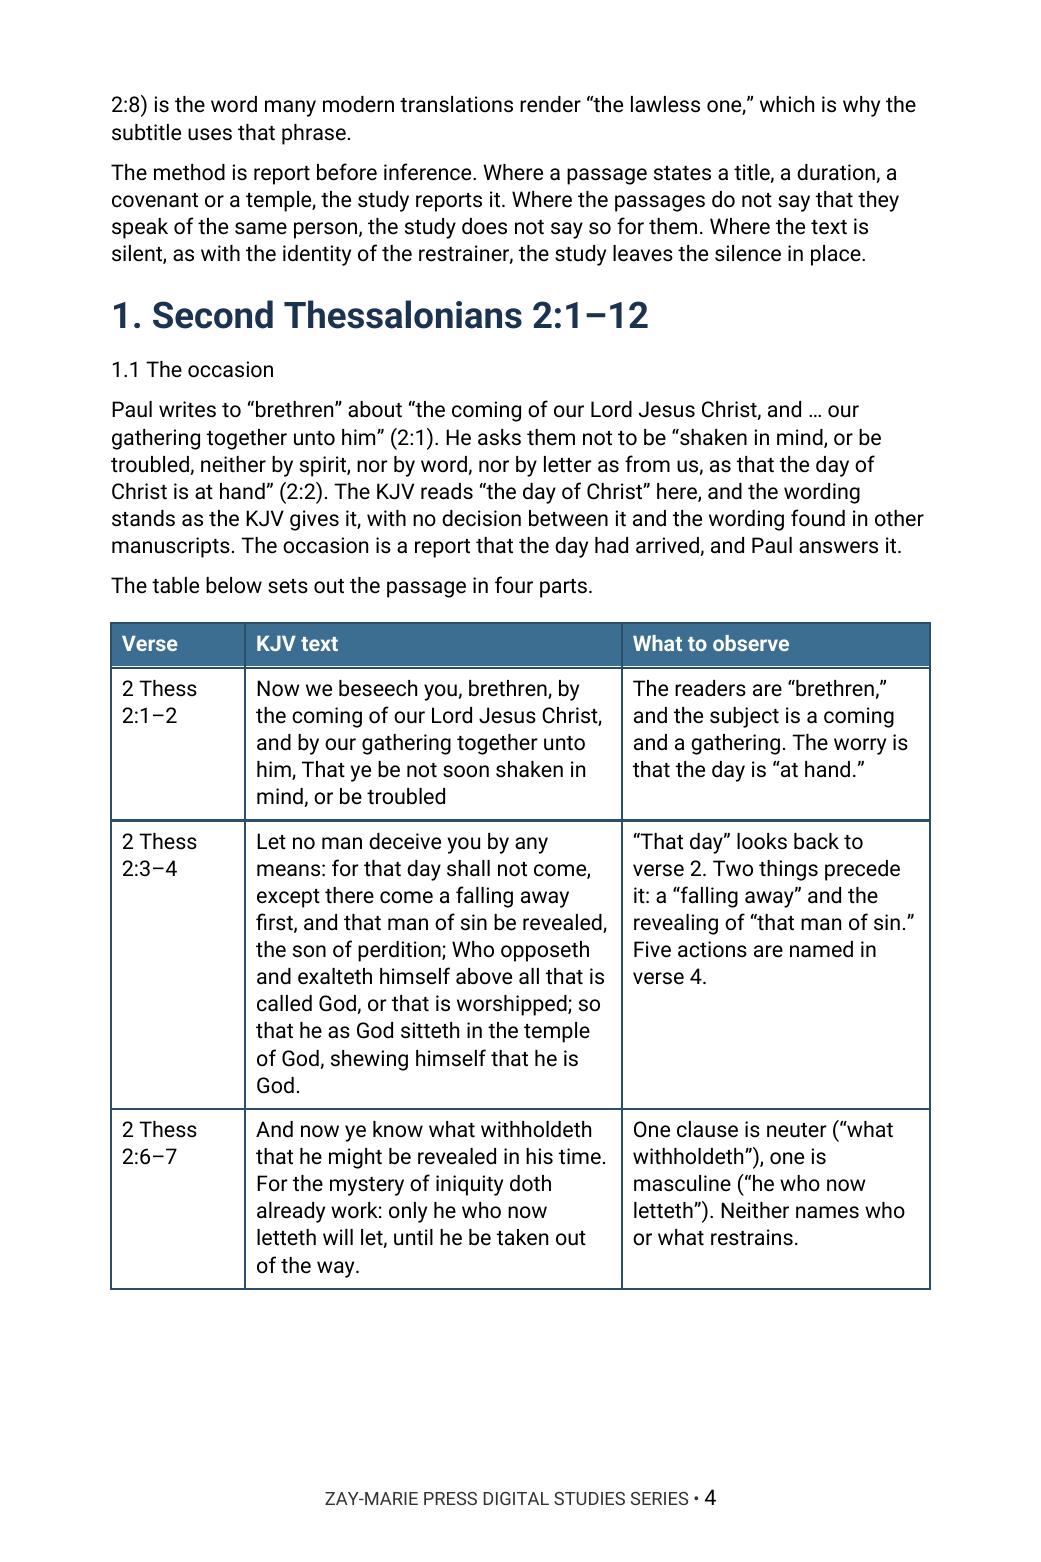 2:8) is the word many modern translations render “the lawless one,” which is why the
subtitle uses that phrase.
The method is report before inference. Where a passage states a title, a duration, a
covenant or a temple, the study reports it. Where the passages do not say that they
speak of the same person, the study does not say so for them. Where the text is
silent, as with the identity of the restrainer, the study leaves the silence in place.
1. Second Thessalonians 2:1–12
1.1 The occasion
Paul writes to “brethren” about “the coming of our Lord Jesus Christ, and … our
gathering together unto him” (2:1). He asks them not to be “shaken in mind, or be
troubled, neither by spirit, nor by word, nor by letter as from us, as that the day of
Christ is at hand” (2:2). The KJV reads “the day of Christ” here, and the wording
stands as the KJV gives it, with no decision between it and the wording found in other
manuscripts. The occasion is a report that the day had arrived, and Paul answers it.
The table below sets out the passage in four parts.
Verse
KJV text
What to observe
2 Thess
2:1–2
Now we beseech you, brethren, by
the coming of our Lord Jesus Christ,
and by our gathering together unto
him, That ye be not soon shaken in
mind, or be troubled
The readers are “brethren,”
and the subject is a coming
and a gathering. The worry is
that the day is “at hand.”
2 Thess
2:3–4
Let no man deceive you by any
means: for that day shall not come,
except there come a falling away
first, and that man of sin be revealed,
the son of perdition; Who opposeth
and exalteth himself above all that is
called God, or that is worshipped; so
that he as God sitteth in the temple
of God, shewing himself that he is
God.
“That day” looks back to
verse 2. Two things precede
it: a “falling away” and the
revealing of “that man of sin.”
Five actions are named in
verse 4.
2 Thess
2:6–7
And now ye know what withholdeth
that he might be revealed in his time.
For the mystery of iniquity doth
already work: only he who now
letteth will let, until he be taken out
of the way.
One clause is neuter (“what
withholdeth”), one is
masculine (“he who now
letteth”). Neither names who
or what restrains.
ZAY-MARIE PRESS DIGITAL STUDIES SERIES • 4